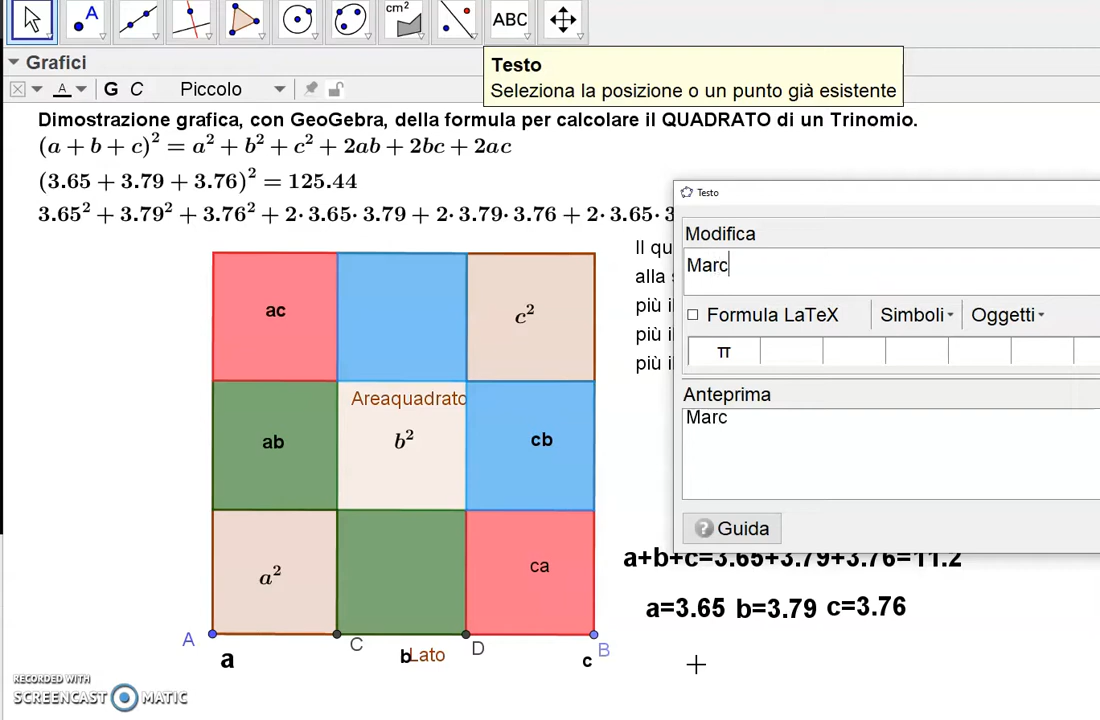 A
cm²
ABC
Grafici
Testo
Seleziona la posizione o un punto già esistente
A G C Piccolo
Dimostrazione grafica, con GeoGebra, della formula per calcolare il QUADRATO di un Trinomio.
(a + b + c)² = a² + b² + c² + 2ab + 2bc + 2ac
(3.65 + 3.79 + 3.76)² = 125.44
3.65² + 3.79² + 3.76² + 2· 3.65· 3.79 + 2· 3.79· 3.76 + 2· 3.65· 3
Testo
Modifica
Marc
Formula LaTeX Simboli Oggetti
π
Anteprima
Marc
Guida
Il qu
alla
più i
più i
più i
ac
c²
Areaquadrato
ab
b²
cb
a²
ca
a+b+c=3.65+3.79+3.76=11.2
a=3.65 b=3.79 c=3.76
A C D B
a b Lato c
RECORDED WITH
SCREENCAST MATIC